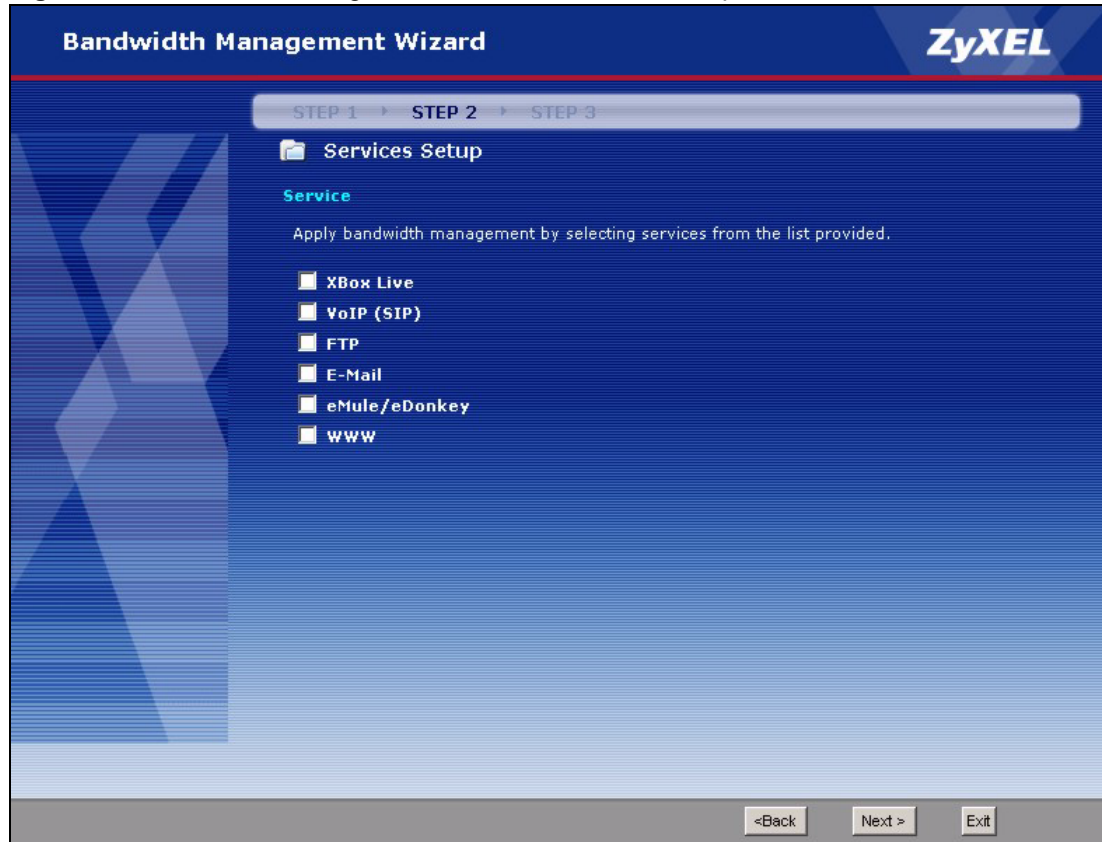 Bandwidth Management Wizard
ZyXEL
STEP 1 STEP 2 STEP 3
Services Setup
Service
Apply bandwidth management by selecting services from the list provided.
XBox Live
VoIP (SIP)
FTP
E-Mail
eMule/eDonkey
WWW
<Back Next > Exit